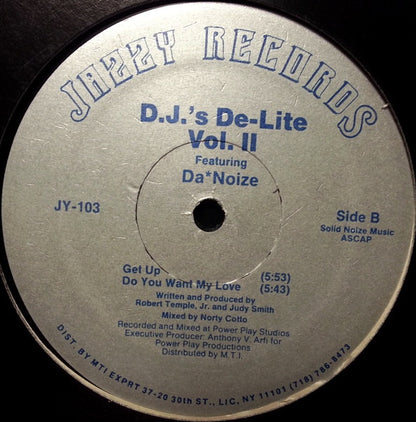 JAZZY RECORDS
D.J.'s De-Lite
Vol. II
Featuring
Da*Noize
JY-103
Side B
Solid Noize Music
ASCAP
Get Up (5:53)
Do You Want My Love (5:43)
Written and Produced by
Robert Temple, Jr. and Judy Smith
Mixed by Norty Cotto
Recorded and Mixed at Power Play Studios
Executive Producer: Anthony V. Arfi for
Power Play Productions
Distributed by M.T.I.
DIST. BY MTI EXPRT 37-20 30th ST., LIC, NY 11101 (718) 786-8473